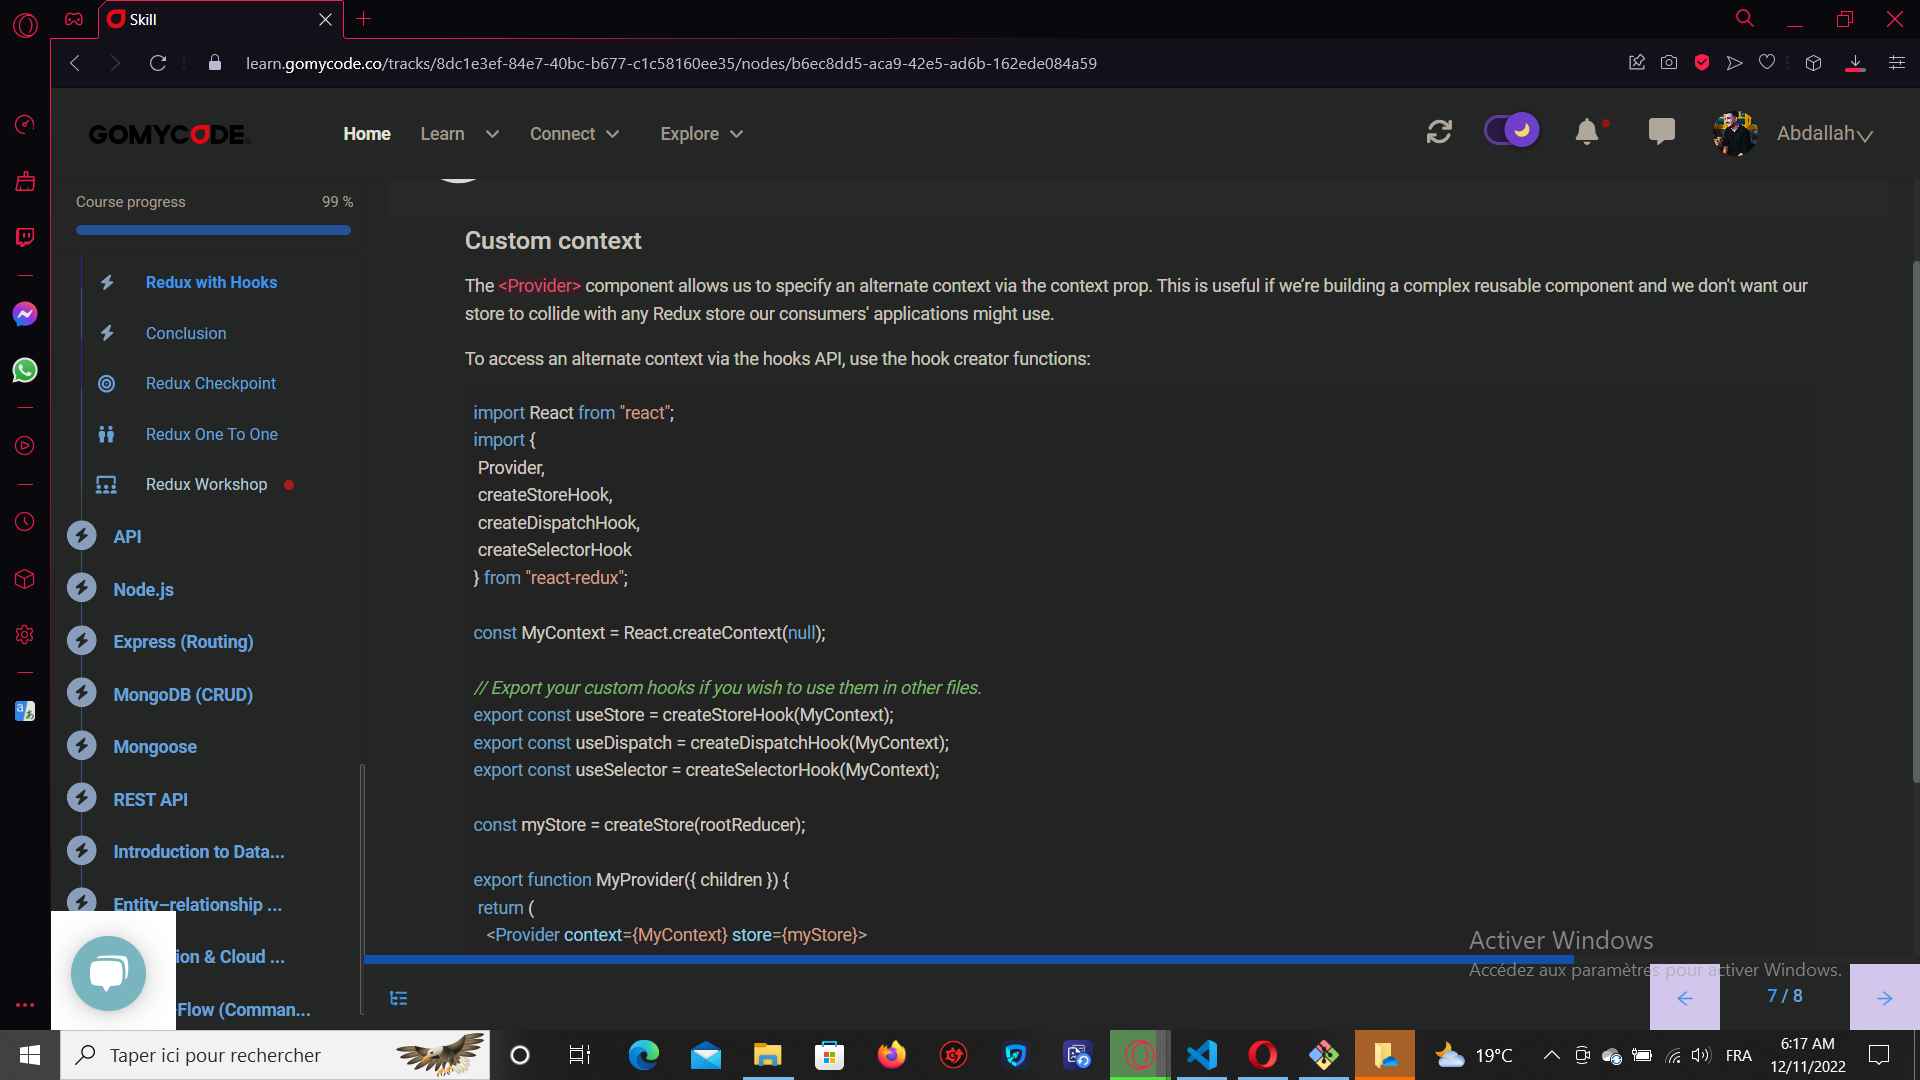 Skill
learn.gomycode.co/tracks/8dc1e3ef-84e7-40bc-b677-c1c58160ee35/nodes/b6ec8dd5-aca9-42e5-ad6b-162ede084a59
GOMYCODE
Home
Learn
Connect
Explore
Abdallah
Course progress
99 %
Redux with Hooks
Conclusion
Redux Checkpoint
Redux One To One
Redux Workshop
API
Node.js
Express (Routing)
MongoDB (CRUD)
Mongoose
REST API
Introduction to Data...
Entity–relationship ...
ion & Cloud ...
-Flow (Comman...
Custom context
The <Provider> component allows us to specify an alternate context via the context prop. This is useful if we’re building a complex reusable component and we don't want our
store to collide with any Redux store our consumers’ applications might use.
To access an alternate context via the hooks API, use the hook creator functions:
import React from "react";
import {
Provider,
createStoreHook,
createDispatchHook,
createSelectorHook
} from "react-redux";
const MyContext = React.createContext(null);
// Export your custom hooks if you wish to use them in other files.
export const useStore = createStoreHook(MyContext);
export const useDispatch = createDispatchHook(MyContext);
export const useSelector = createSelectorHook(MyContext);
const myStore = createStore(rootReducer);
export function MyProvider({ children }) {
return (
<Provider context={MyContext} store={myStore}>
Activer Windows
Accédez aux paramètres pour activer Windows.
7 / 8
Taper ici pour rechercher
19°C
FRA
6:17 AM
12/11/2022